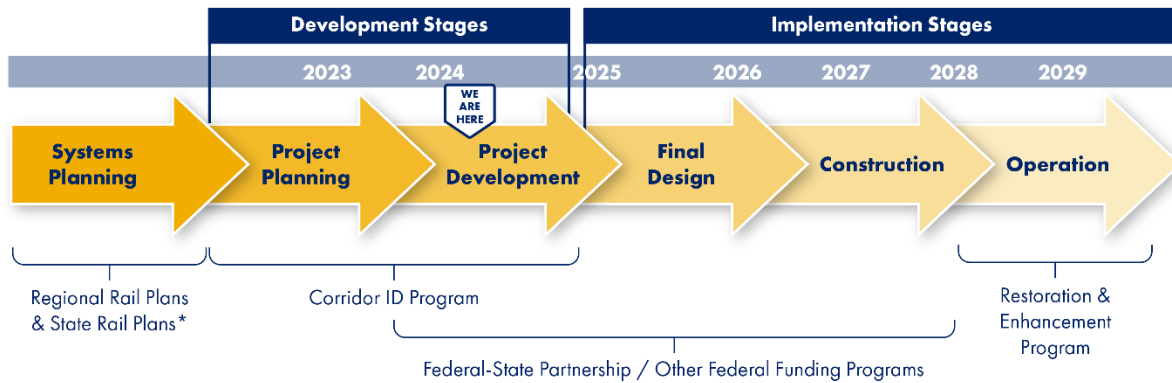 Development Stages
Implementation Stages
2023 2024 2025 2026 2027 2028 2029
WE
ARE
HERE
Systems
Planning
Project
Planning
Project
Development
Final
Design
Construction
Operation
Regional Rail Plans
& State Rail Plans*
Corridor ID Program
Restoration &
Enhancement
Program
Federal-State Partnership / Other Federal Funding Programs